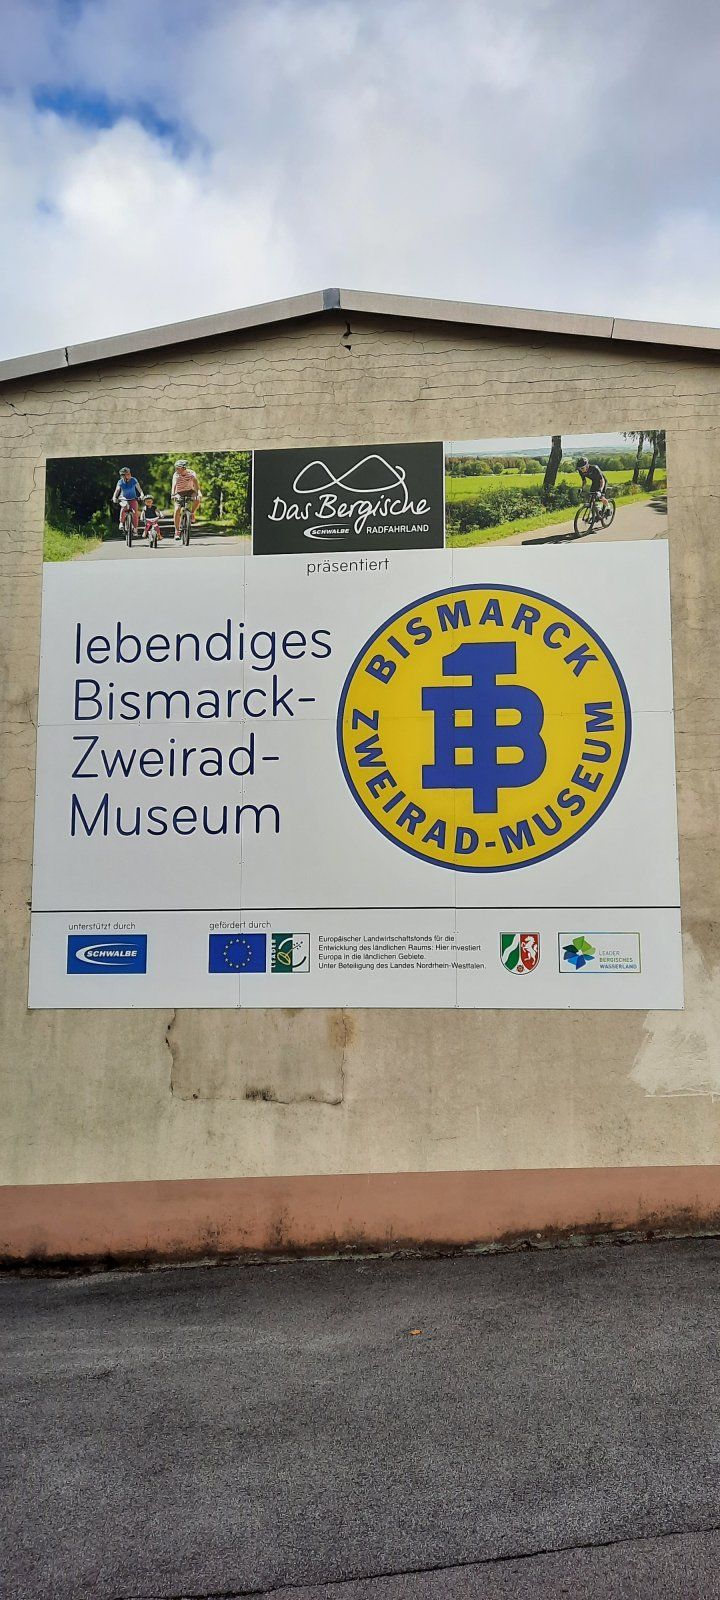 Das Bergische
SCHWALBE RADFAHRLAND
präsentiert
lebendiges
Bismarck-
Zweirad-
Museum
BISMARCK
1B
ZWEIRAD-MUSEUM
unterstützt durch
SCHWALBE
gefördert durch
LEADER
Europäischer Landwirtschaftsfonds für die
Entwicklung des ländlichen Raums: Hier investiert
Europa in die ländlichen Gebiete.
Unter Beteiligung des Landes Nordrhein-Westfalen.
LEADER
BERGISCHES
WASSERLAND